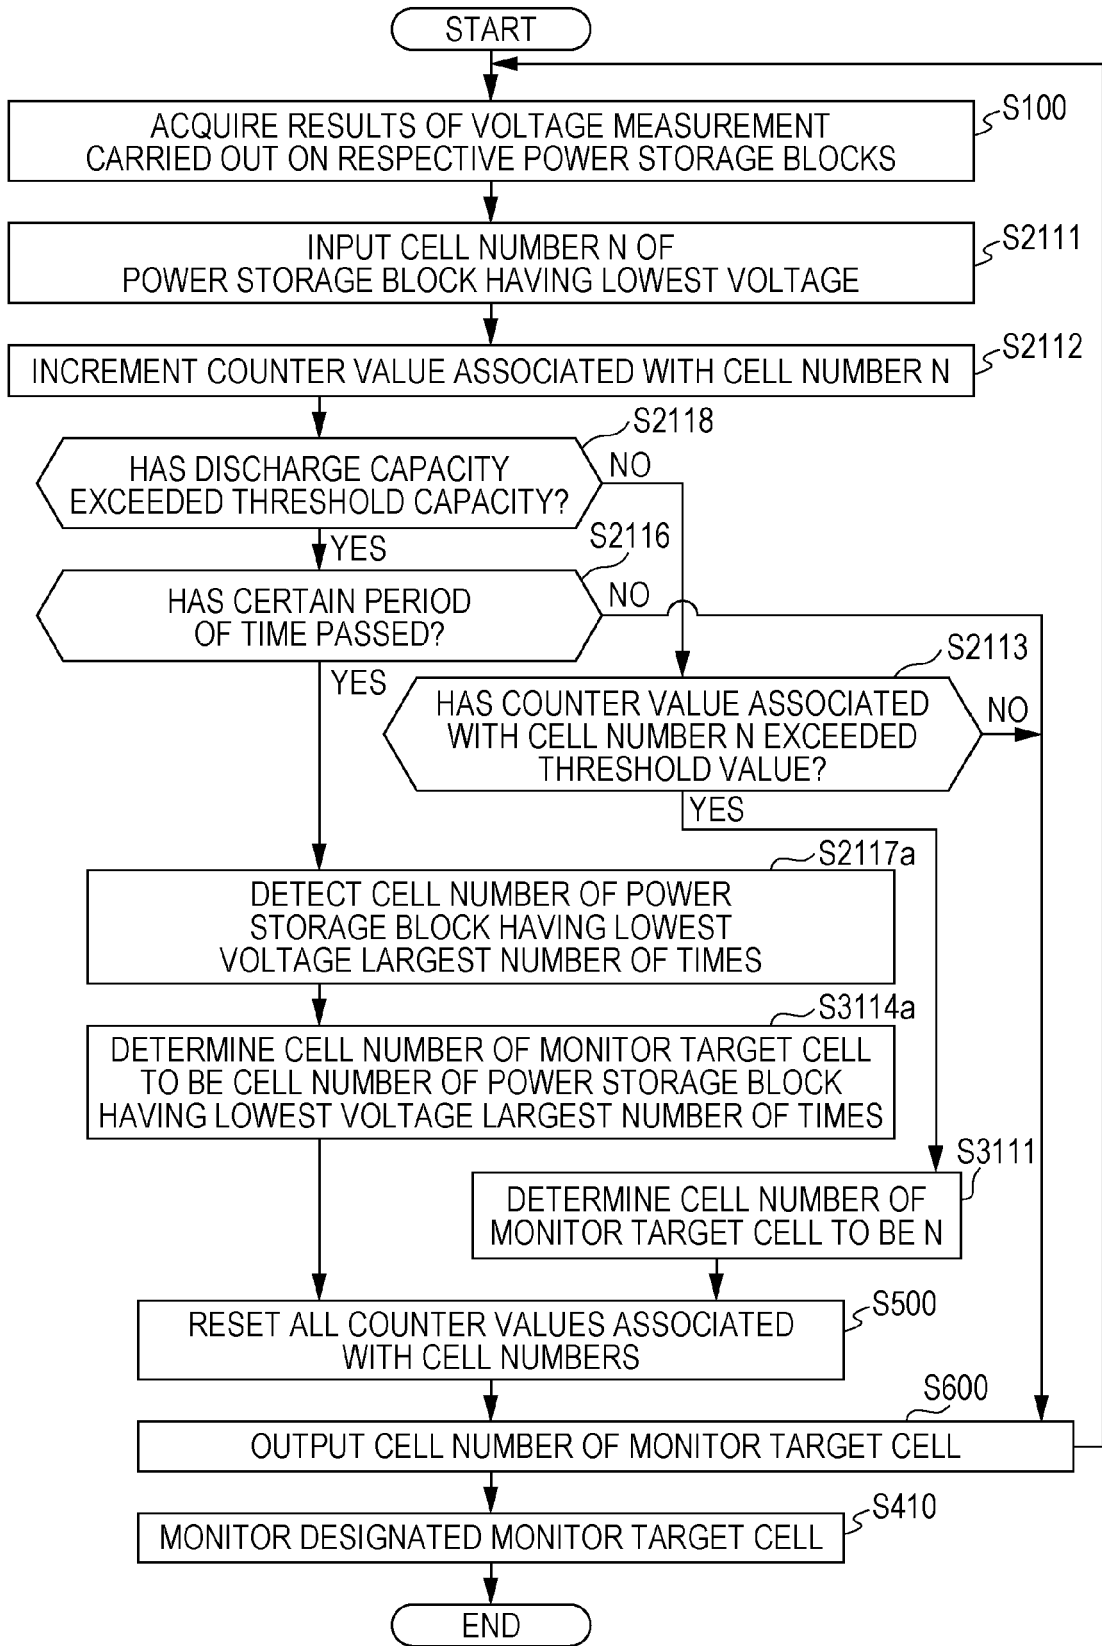 START
S100
ACQUIRE RESULTS OF VOLTAGE MEASUREMENT
CARRIED OUT ON RESPECTIVE POWER STORAGE BLOCKS
S2111
INPUT CELL NUMBER N OF
POWER STORAGE BLOCK HAVING LOWEST VOLTAGE
S2112
INCREMENT COUNTER VALUE ASSOCIATED WITH CELL NUMBER N
S2118
HAS DISCHARGE CAPACITY
EXCEEDED THRESHOLD CAPACITY?
NO
YES
S2116
HAS CERTAIN PERIOD
OF TIME PASSED?
NO
YES
S2113
HAS COUNTER VALUE ASSOCIATED
WITH CELL NUMBER N EXCEEDED
THRESHOLD VALUE?
NO
YES
S2117a
DETECT CELL NUMBER OF POWER
STORAGE BLOCK HAVING LOWEST
VOLTAGE LARGEST NUMBER OF TIMES
S3114a
DETERMINE CELL NUMBER OF MONITOR TARGET CELL
TO BE CELL NUMBER OF POWER STORAGE BLOCK
HAVING LOWEST VOLTAGE LARGEST NUMBER OF TIMES
S3111
DETERMINE CELL NUMBER OF
MONITOR TARGET CELL TO BE N
S500
RESET ALL COUNTER VALUES ASSOCIATED
WITH CELL NUMBERS
S600
OUTPUT CELL NUMBER OF MONITOR TARGET CELL
S410
MONITOR DESIGNATED MONITOR TARGET CELL
END